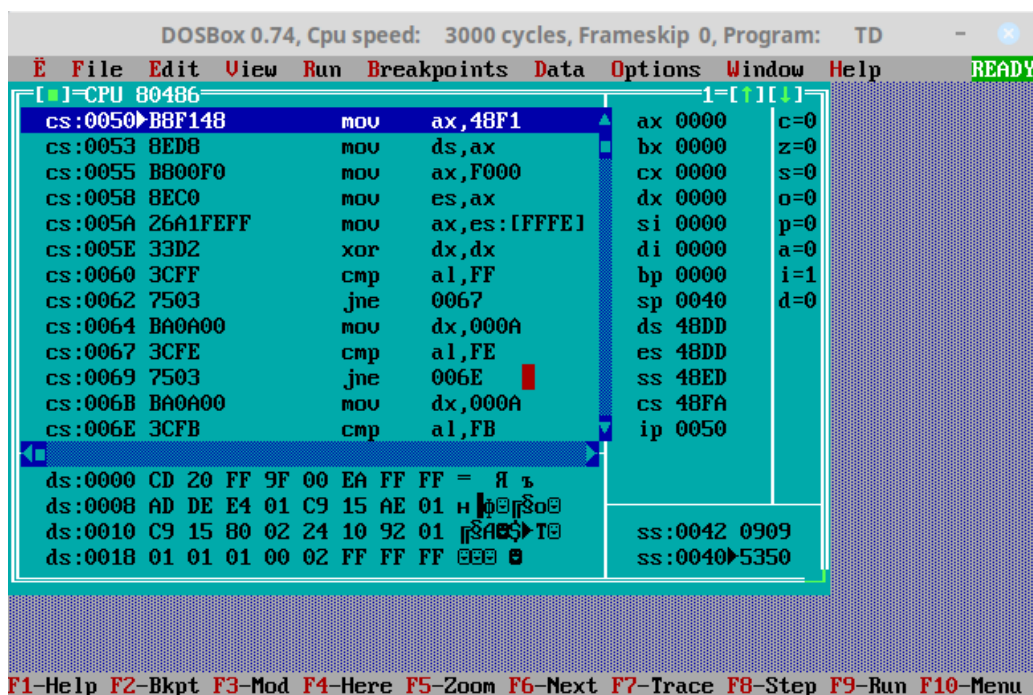 DOSBox 0.74, Cpu speed: 3000 cycles, Frameskip 0, Program: TD
Ë File Edit View Run Breakpoints Data Options Window Help READY
[■]=CPU 80486 1=[↑][↓]
cs:0050►B8F148 mov ax,48F1 ax 0000 c=0
cs:0053 8ED8 mov ds,ax bx 0000 z=0
cs:0055 B800F0 mov ax,F000 cx 0000 s=0
cs:0058 8EC0 mov es,ax dx 0000 o=0
cs:005A 26A1FEFF mov ax,es:[FFFE] si 0000 p=0
cs:005E 33D2 xor dx,dx di 0000 a=0
cs:0060 3CFF cmp al,FF bp 0000 i=1
cs:0062 7503 jne 0067 sp 0040 d=0
cs:0064 BA0A00 mov dx,000A ds 48DD
cs:0067 3CFE cmp al,FE es 48DD
cs:0069 7503 jne 006E ss 48ED
cs:006B BA0A00 mov dx,000A cs 48FA
cs:006E 3CFB cmp al,FB ip 0050
ds:0000 CD 20 FF 9F 00 EA FF FF = Я ъ
ds:0008 AD DE E4 01 C9 15 AE 01 н▐ф☺╔§о☺
ds:0010 C9 15 80 02 24 10 92 01 ╔§А☻$►Т☺ ss:0042 0909
ds:0018 01 01 01 00 02 FF FF FF ☺☺☺ ☻ ss:0040►5350
F1-Help F2-Bkpt F3-Mod F4-Here F5-Zoom F6-Next F7-Trace F8-Step F9-Run F10-Menu